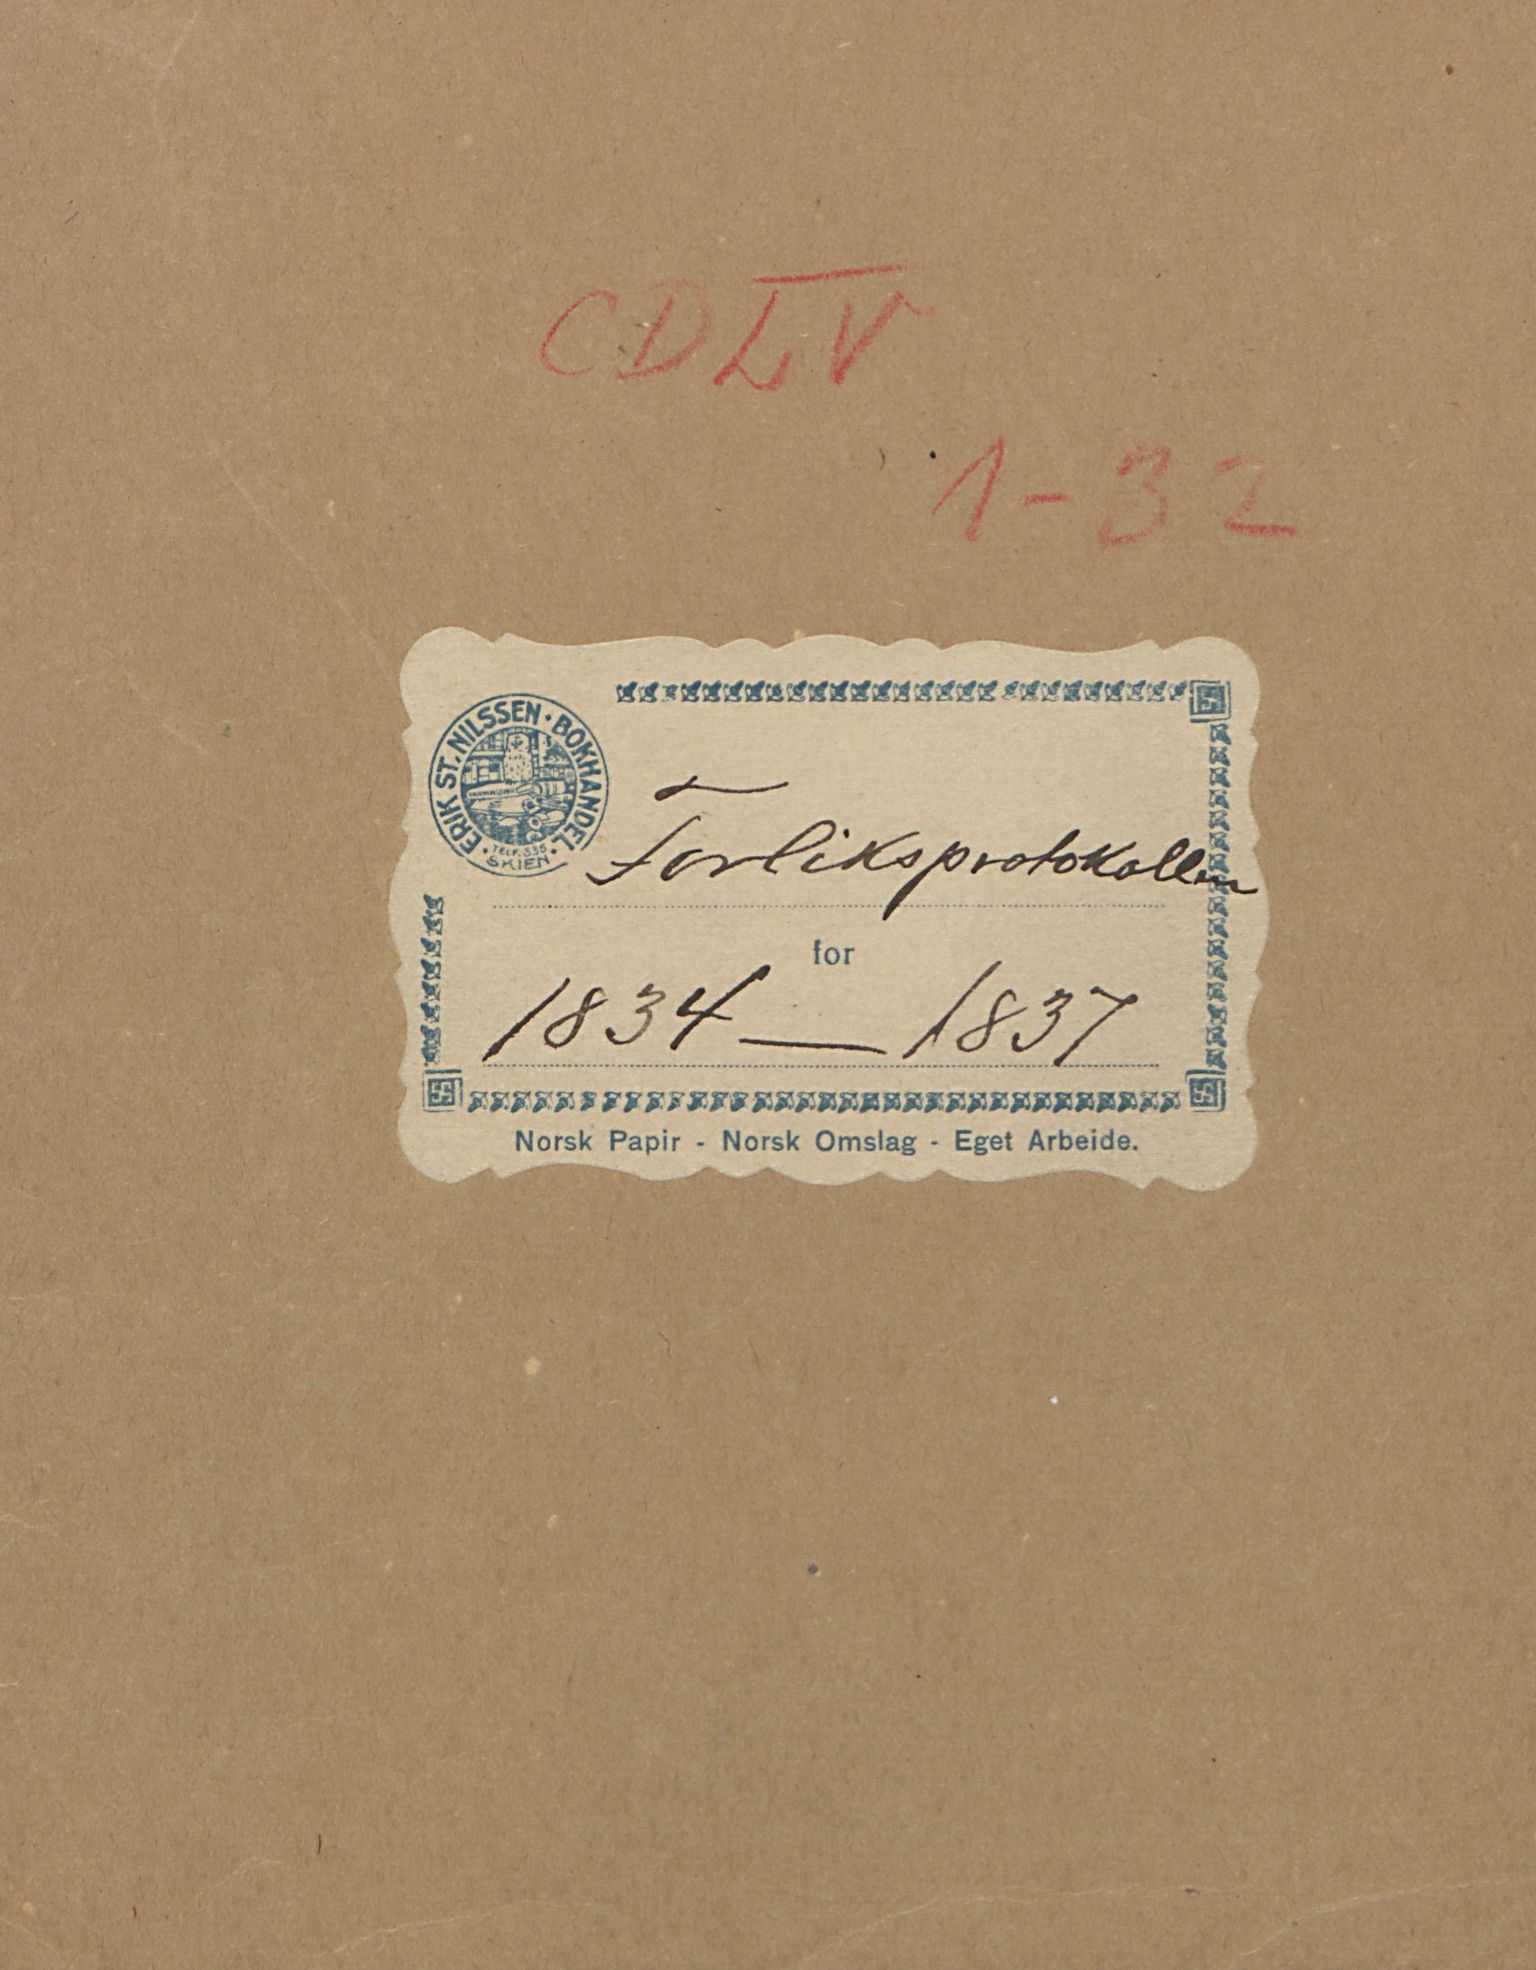 CDLV
1-32
ERIK ST. NILSSEN · BOKHANDEL
TELF. 335
SKIEN
Forliksprotokollen
for
1834 — 1837
Norsk Papir - Norsk Omslag - Eget Arbeide.